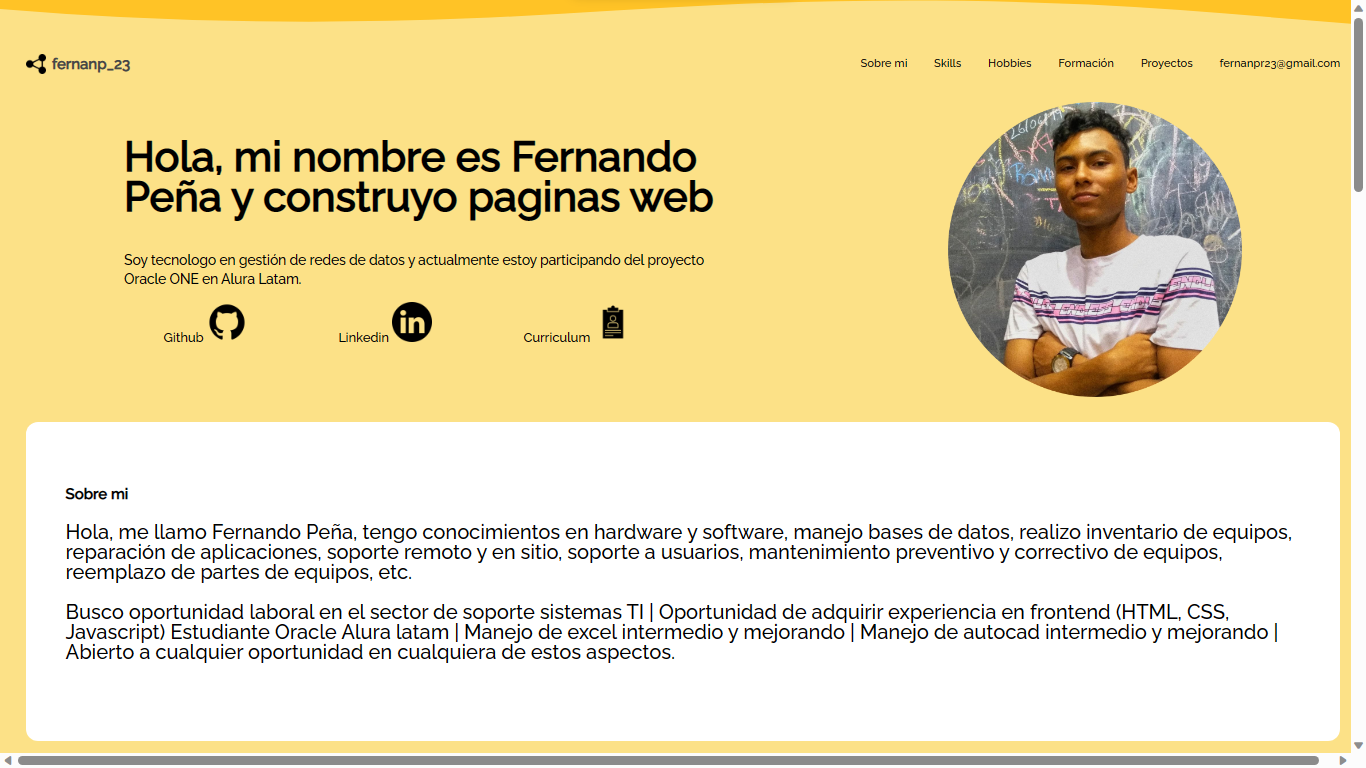 fernanp_23
Sobre mi
Skills
Hobbies
Formación
Proyectos
fernanpr23@gmail.com
Hola, mi nombre es Fernando
Peña y construyo paginas web
Soy tecnologo en gestión de redes de datos y actualmente estoy participando del proyecto
Oracle ONE en Alura Latam.
Github
Linkedin
Curriculum
26/04/19
Sobre mi
Hola, me llamo Fernando Peña, tengo conocimientos en hardware y software, manejo bases de datos, realizo inventario de equipos,
reparación de aplicaciones, soporte remoto y en sitio, soporte a usuarios, mantenimiento preventivo y correctivo de equipos,
reemplazo de partes de equipos, etc.
Busco oportunidad laboral en el sector de soporte sistemas TI | Oportunidad de adquirir experiencia en frontend (HTML, CSS,
Javascript) Estudiante Oracle Alura latam | Manejo de excel intermedio y mejorando | Manejo de autocad intermedio y mejorando |
Abierto a cualquier oportunidad en cualquiera de estos aspectos.